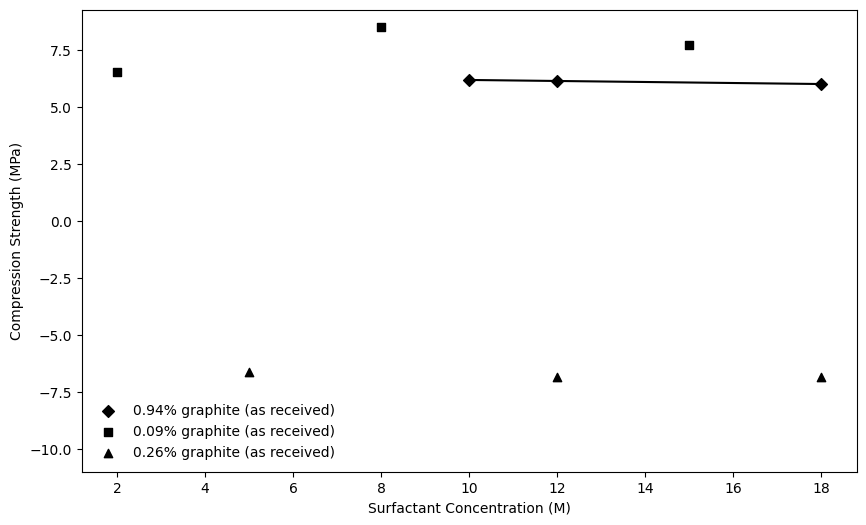 7.5
5.0
2.5
0.0
−2.5
−5.0
−7.5
−10.0
Compression Strength (MPa)
0.94% graphite (as received)
0.09% graphite (as received)
0.26% graphite (as received)
2 4 6 8 10 12 14 16 18
Surfactant Concentration (M)